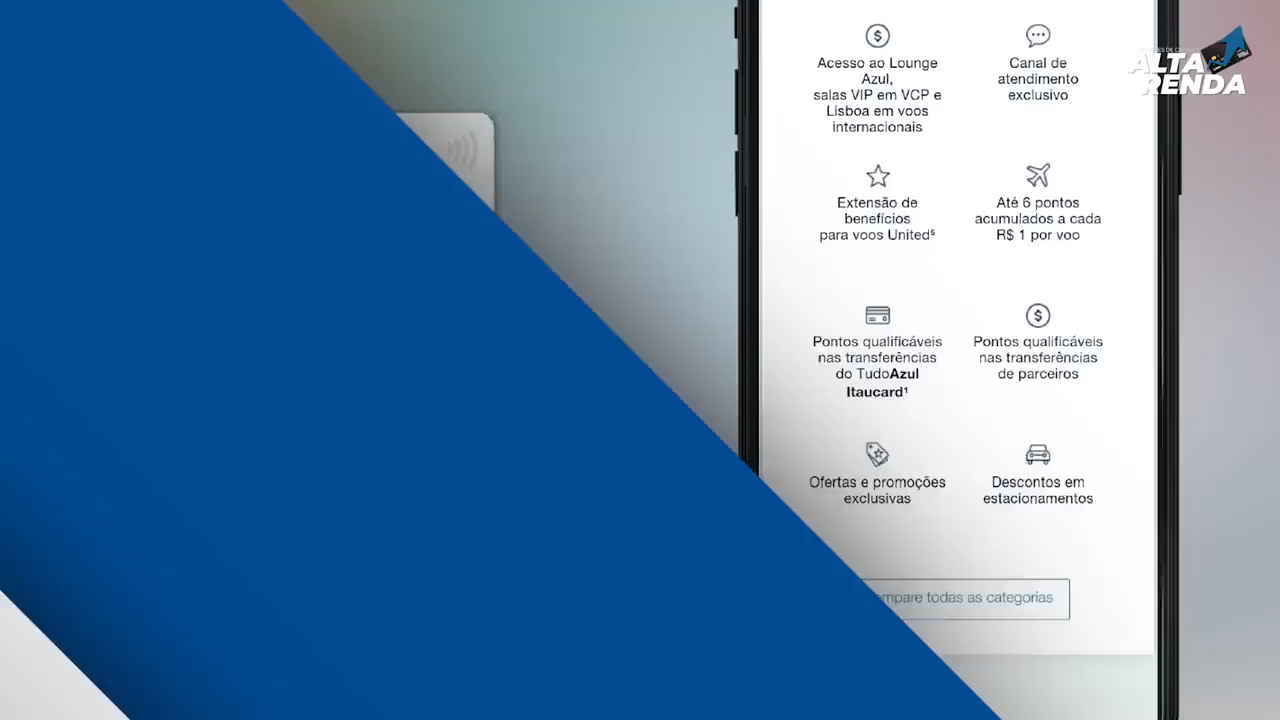 Acesso ao Lounge
Azul,
salas VIP em VCP e
Lisboa em voos
internacionais
Canal de
atendimento
exclusivo
ALTA
RENDA
Extensão de
benefícios
para voos United⁵
Até 6 pontos
acumulados a cada
R$ 1 por voo
Pontos qualificáveis
nas transferências
do TudoAzul
Itaucard¹
Pontos qualificáveis
nas transferências
de parceiros
Ofertas e promoções
exclusivas
Descontos em
estacionamentos
mpare todas as categorias